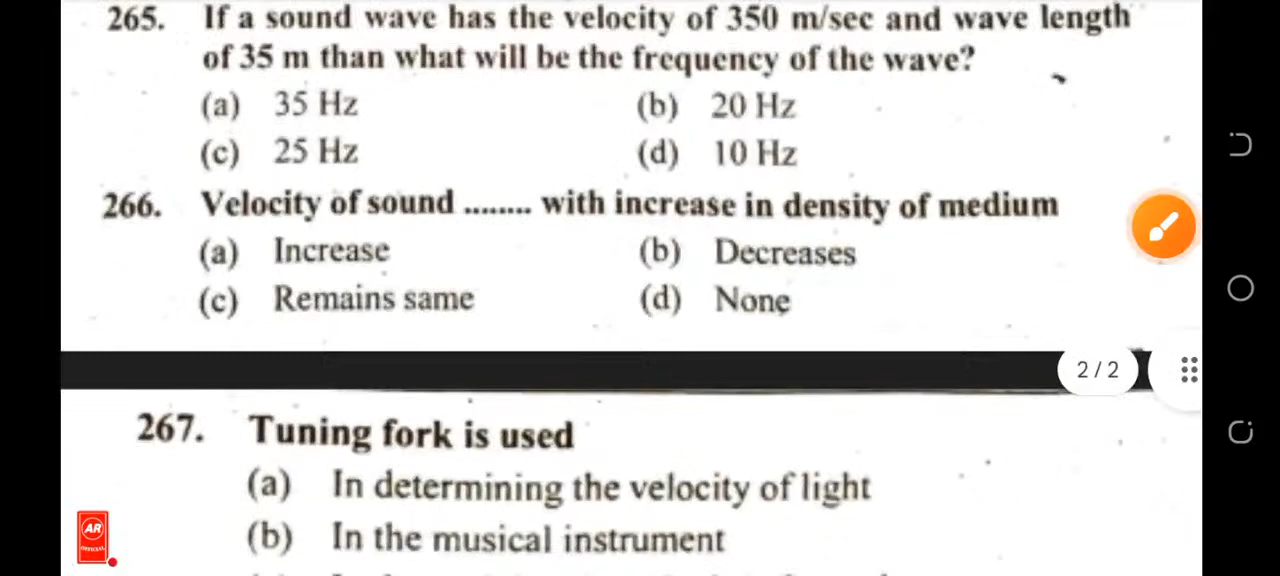 265. If a sound wave has the velocity of 350 m/sec and wave length
of 35 m than what will be the frequency of the wave?
(a) 35 Hz (b) 20 Hz
(c) 25 Hz (d) 10 Hz
266. Velocity of sound ........ with increase in density of medium
(a) Increase (b) Decreases
(c) Remains same (d) None
2 / 2
267. Tuning fork is used
(a) In determining the velocity of light
AR
OFFICIAL
(b) In the musical instrument